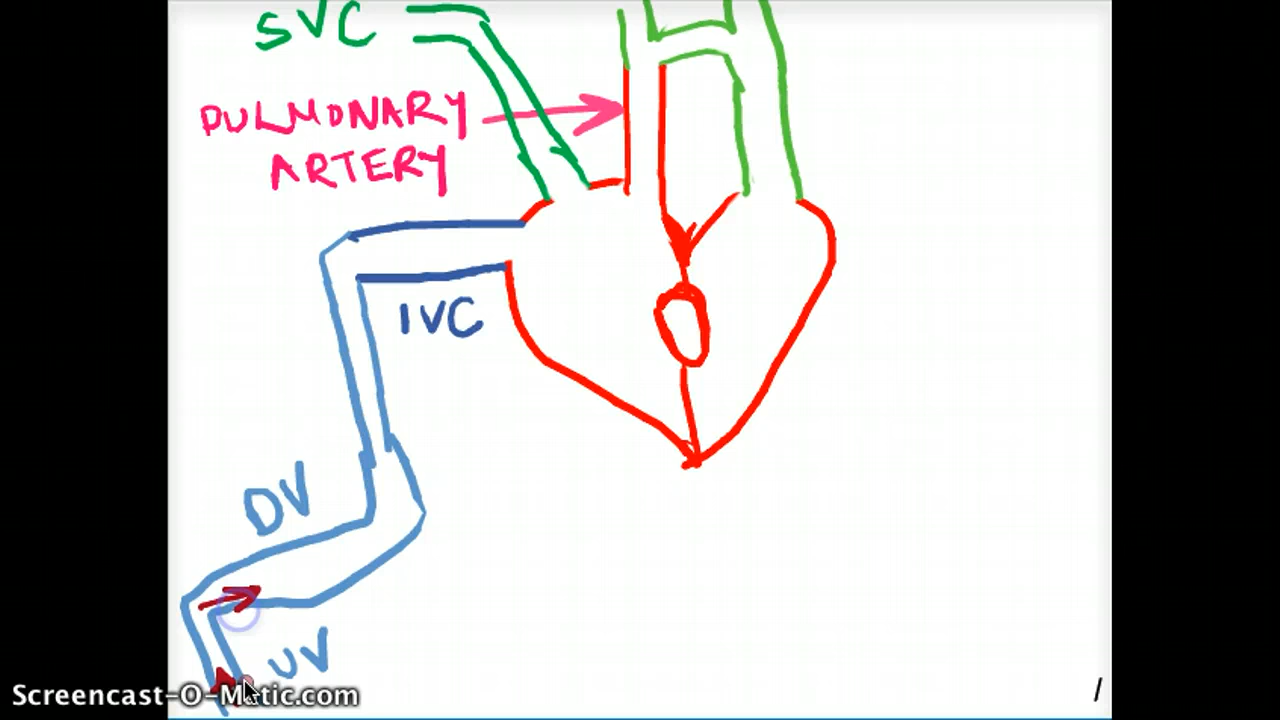 SVC
PULMONARY
ARTERY
IVC
DV
UV
Screencast-O-Matic.com